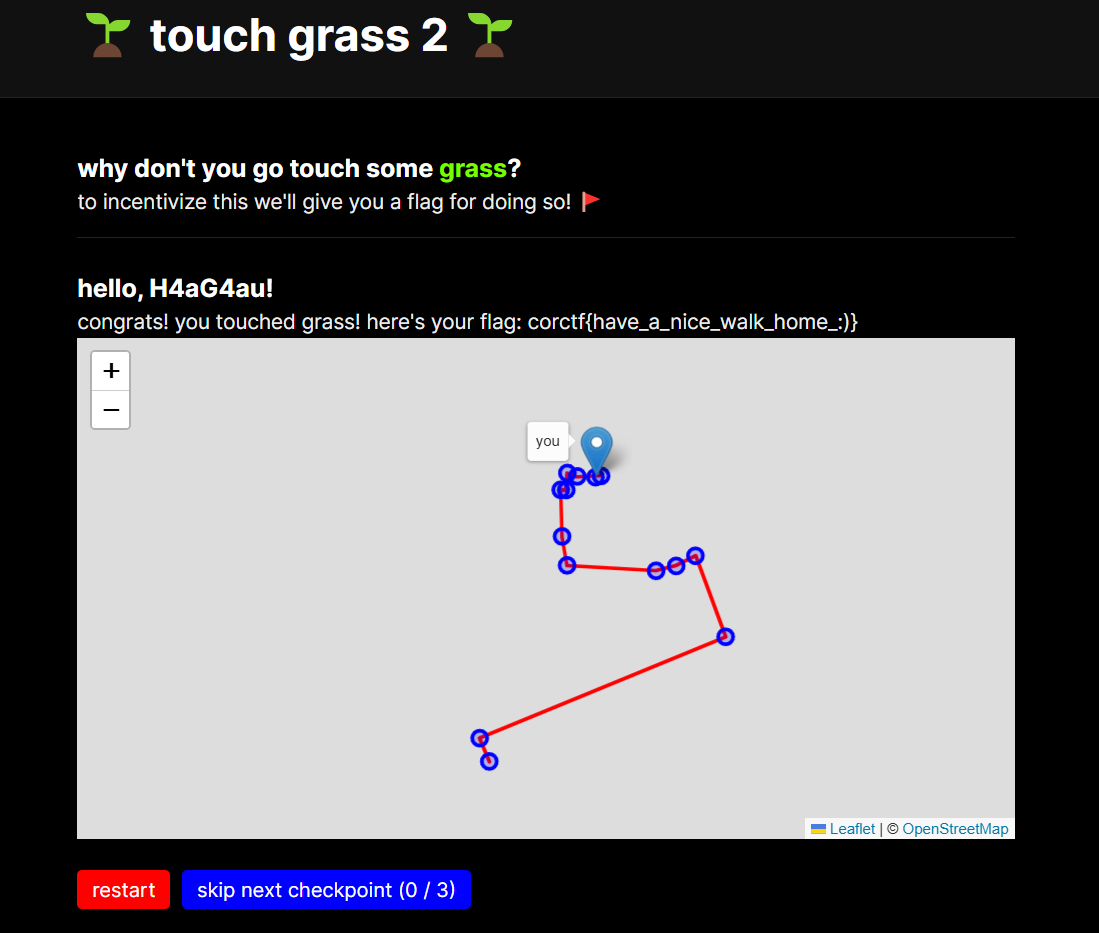 🌱 touch grass 2 🌱
why don't you go touch some grass?
to incentivize this we'll give you a flag for doing so! 🚩
hello, H4aG4au!
congrats! you touched grass! here's your flag: corctf{have_a_nice_walk_home_:)}
+
−
you
Leaflet | © OpenStreetMap
restart
skip next checkpoint (0 / 3)